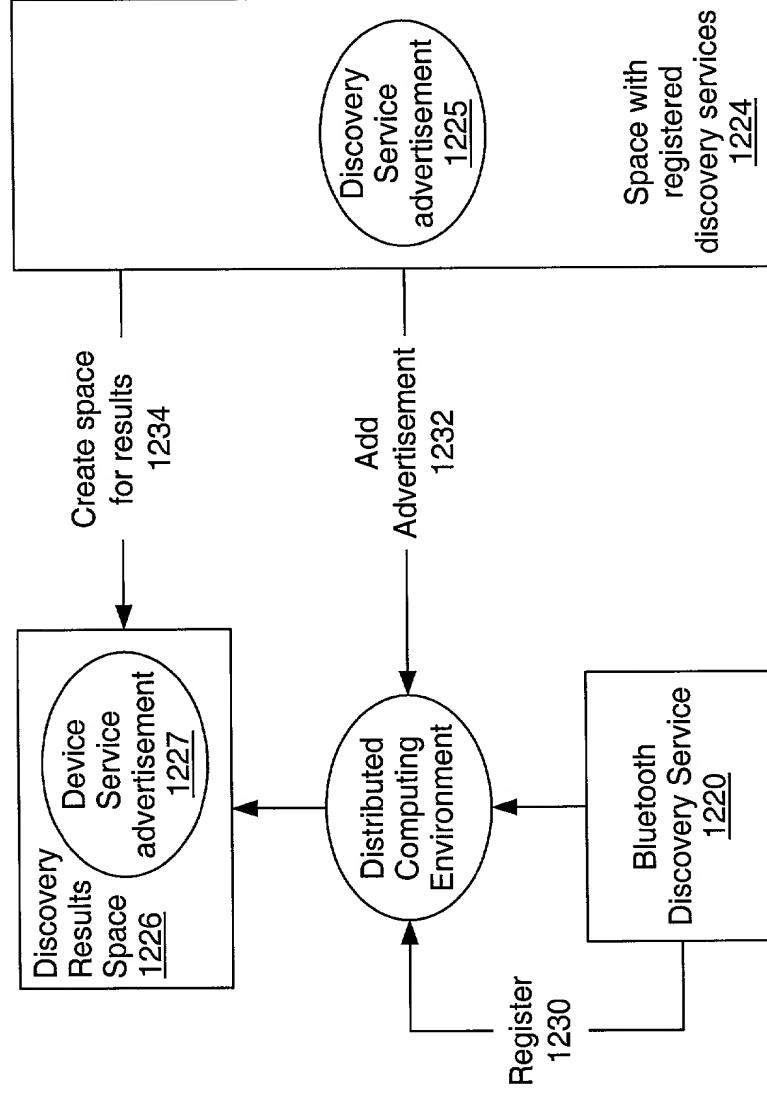 Discovery
Results
Space
1226
Device
Service
advertisement
1227
Create space
for results
1234
Discovery
Service
advertisement
1225
Space with
registered
discovery services
1224
Add
Advertisement
1232
Distributed
Computing
Environment
Register
1230
Bluetooth
Discovery Service
1220